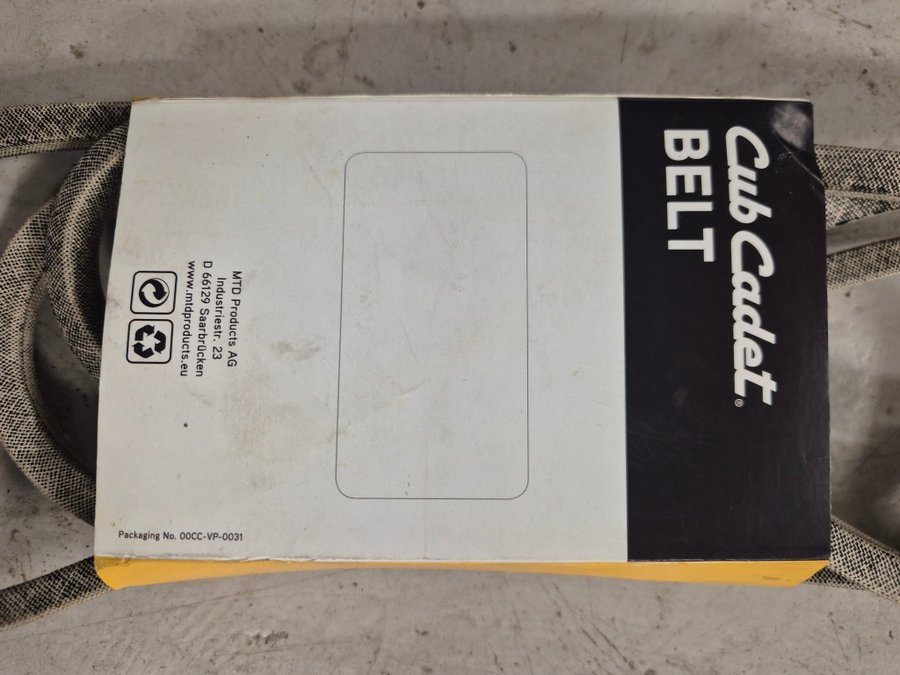 Cub Cadet®
BELT
MTD Products AG
Industriestr. 23
D 66129 Saarbrücken
www.mtdproducts.eu
Packaging No. 00CC-VP-0031